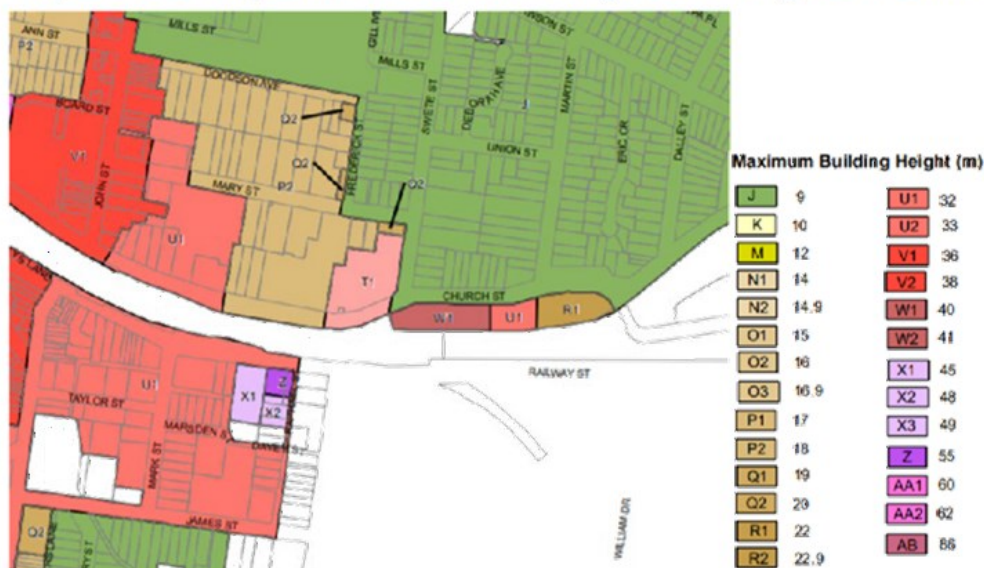 MILLS ST
ANN ST
P2
GILLIVE
WSON ST
DOODSON AVE
MILLS ST
SWETE ST
DEBORAH AVE
J
MARTIN ST
BOARD ST
V1
JOHN ST
Q2
Q2
FREDERICK ST
UNION ST
ERIC CR
DALLEY ST
MARY ST
P2
Q2
U1
T1
CHURCH ST
W1
U1
R1
RAILWAY ST
U1
TAYLOR ST
MARK ST
MARSDEN ST
X1
Z
X2
JAMES ST
Q2
WILLIAM DR
Maximum Building Height (m)
J 9
K 10
M 12
N1 14
N2 14.9
O1 15
O2 16
O3 16.9
P1 17
P2 18
Q1 19
Q2 20
R1 22
R2 22.9
U1 32
U2 33
V1 36
V2 38
W1 40
W2 41
X1 45
X2 48
X3 49
Z 55
AA1 60
AA2 62
AB 86